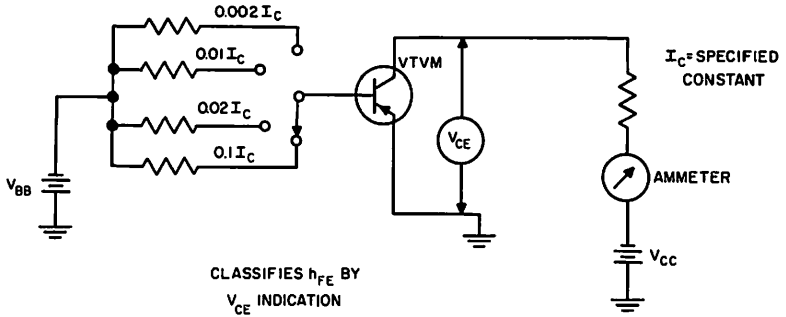 0.002 I_C
0.01 I_C
0.02 I_C
0.1 I_C
V_BB
VTVM
V_CE
I_C = SPECIFIED
CONSTANT
AMMETER
V_CC
CLASSIFIES h_FE BY
V_CE INDICATION